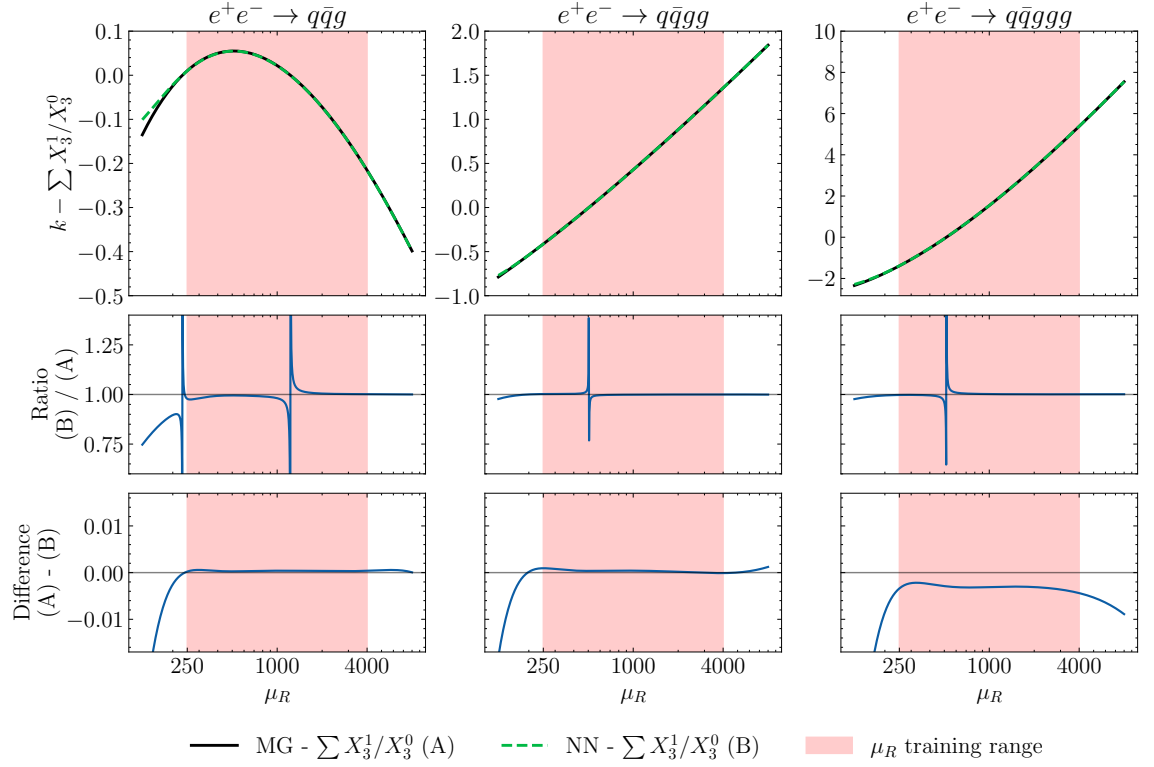 e⁺e⁻ → qq̄g
e⁺e⁻ → qq̄gg
e⁺e⁻ → qq̄ggg
k − ∑ X₃¹/X₃⁰
0.1
0.0
−0.1
−0.2
−0.3
−0.4
−0.5
2.0
1.5
1.0
0.5
0.0
−0.5
−1.0
10
8
6
4
2
0
−2
Ratio
(B) / (A)
1.25
1.00
0.75
Difference
(A) - (B)
0.01
0.00
−0.01
250 1000 4000
250 1000 4000
250 1000 4000
μ_R
μ_R
μ_R
MG - ∑ X₃¹/X₃⁰ (A)
NN - ∑ X₃¹/X₃⁰ (B)
μ_R training range